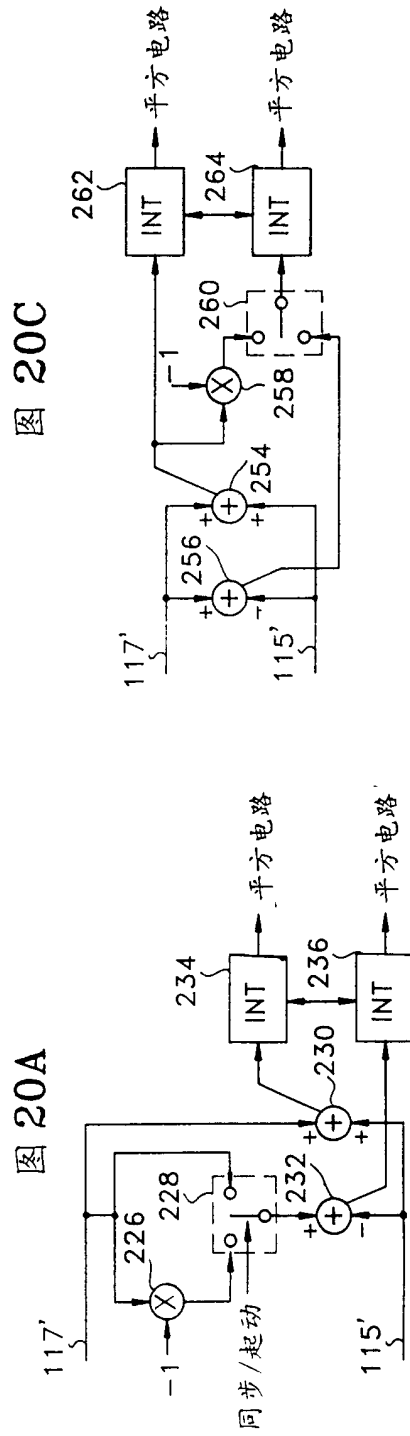 图 20A
117'
-1
226
X
228
同步/起动
232
+
+
-
230
+
+
+
115'
234
INT
平方电路
236
INT
平方电路
图 20C
117'
115'
256
+
+
-
254
+
+
+
-1
X
258
260
262
INT
平方电路
264
INT
平方电路